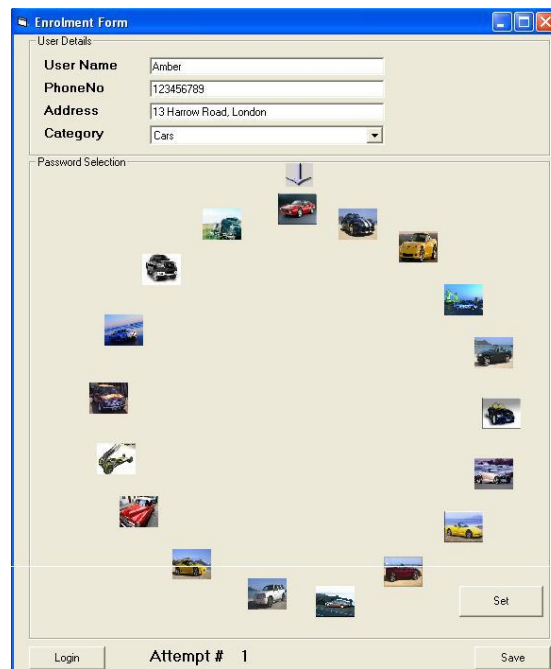 Enrolment Form
User Details
User Name Amber
PhoneNo 123456789
Address 13 Harrow Road, London
Category Cars
Password Selection
Set
Login Attempt # 1 Save